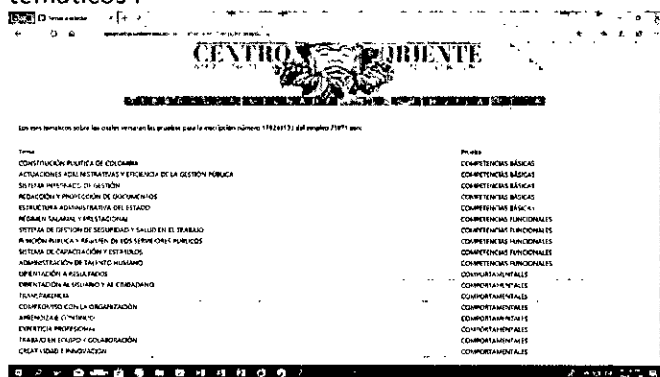 temáticos :
CENTRO ORIENTE
Los ejes temáticos sobre los cuales versarán las pruebas para la inscripción número del empleo son:
Tema Prueba
CONSTITUCIÓN POLÍTICA DE COLOMBIA COMPETENCIAS BÁSICAS
ACTUACIONES ADMINISTRATIVAS Y EFICIENCIA DE LA GESTIÓN PÚBLICA COMPETENCIAS BÁSICAS
SISTEMA INTEGRADO DE GESTIÓN COMPETENCIAS BÁSICAS
REDACCIÓN Y PROYECCIÓN DE DOCUMENTOS COMPETENCIAS BÁSICAS
ESTRUCTURA ADMINISTRATIVA DEL ESTADO COMPETENCIAS BÁSICAS
RÉGIMEN SALARIAL Y PRESTACIONAL COMPETENCIAS FUNCIONALES
SISTEMA DE GESTIÓN DE SEGURIDAD Y SALUD EN EL TRABAJO COMPETENCIAS FUNCIONALES
FUNCIÓN PÚBLICA Y RÉGIMEN DE LOS SERVIDORES PÚBLICOS COMPETENCIAS FUNCIONALES
SISTEMA DE CAPACITACIÓN Y ESTÍMULOS COMPETENCIAS FUNCIONALES
ADMINISTRACIÓN DE TALENTO HUMANO COMPETENCIAS FUNCIONALES
ORIENTACIÓN A RESULTADOS COMPORTAMENTALES
ORIENTACIÓN AL USUARIO Y AL CIUDADANO COMPORTAMENTALES
TRANSPARENCIA COMPORTAMENTALES
COMPROMISO CON LA ORGANIZACIÓN COMPORTAMENTALES
APRENDIZAJE CONTINUO COMPORTAMENTALES
EXPERTICIA PROFESIONAL COMPORTAMENTALES
TRABAJO EN EQUIPO Y COLABORACIÓN COMPORTAMENTALES
CREATIVIDAD E INNOVACIÓN COMPORTAMENTALES